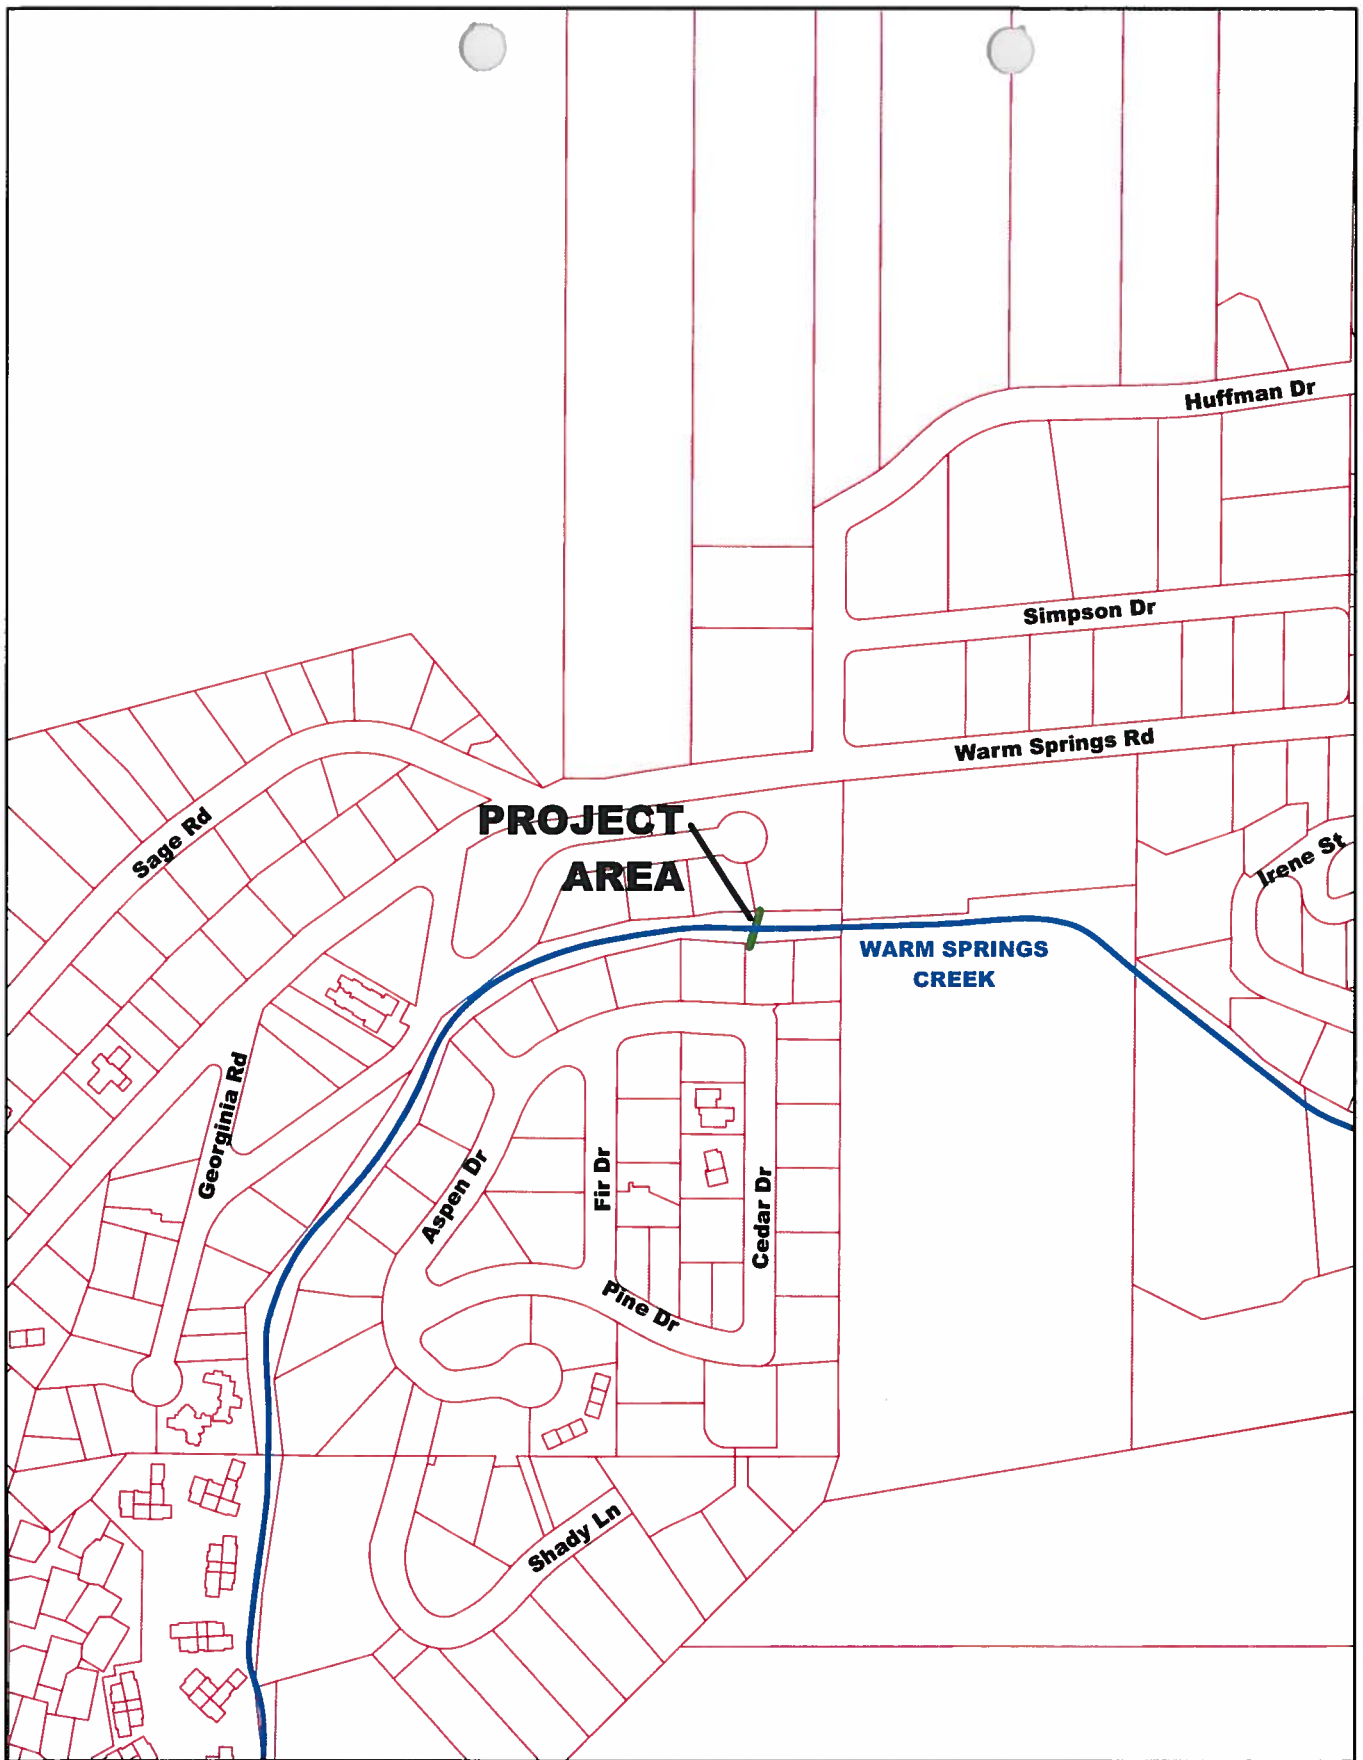 Huffman Dr
Simpson Dr
Warm Springs Rd
PROJECT
AREA
Sage Rd
Irene St
WARM SPRINGS
CREEK
Georginia Rd
Aspen Dr
Fir Dr
Cedar Dr
Pine Dr
Shady Ln